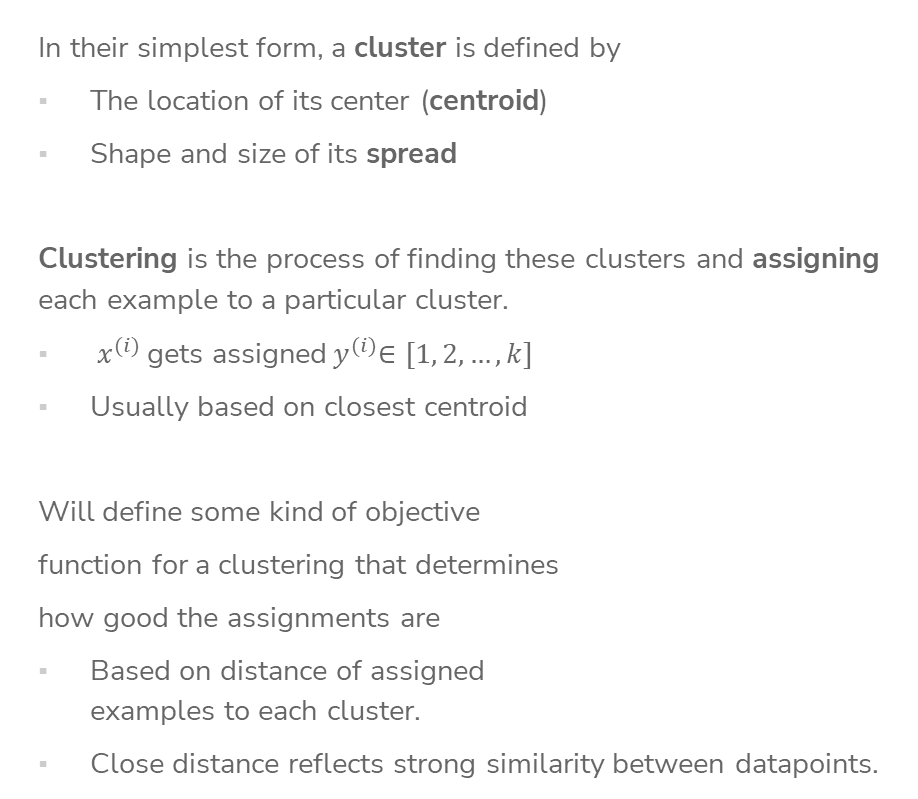 In their simplest form, a cluster is defined by
▪ The location of its center (centroid)
▪ Shape and size of its spread
Clustering is the process of finding these clusters and assigning
each example to a particular cluster.
▪ x⁽ⁱ⁾ gets assigned y⁽ⁱ⁾∈ [1, 2, …, k]
▪ Usually based on closest centroid
Will define some kind of objective
function for a clustering that determines
how good the assignments are
▪ Based on distance of assigned
examples to each cluster.
▪ Close distance reflects strong similarity between datapoints.